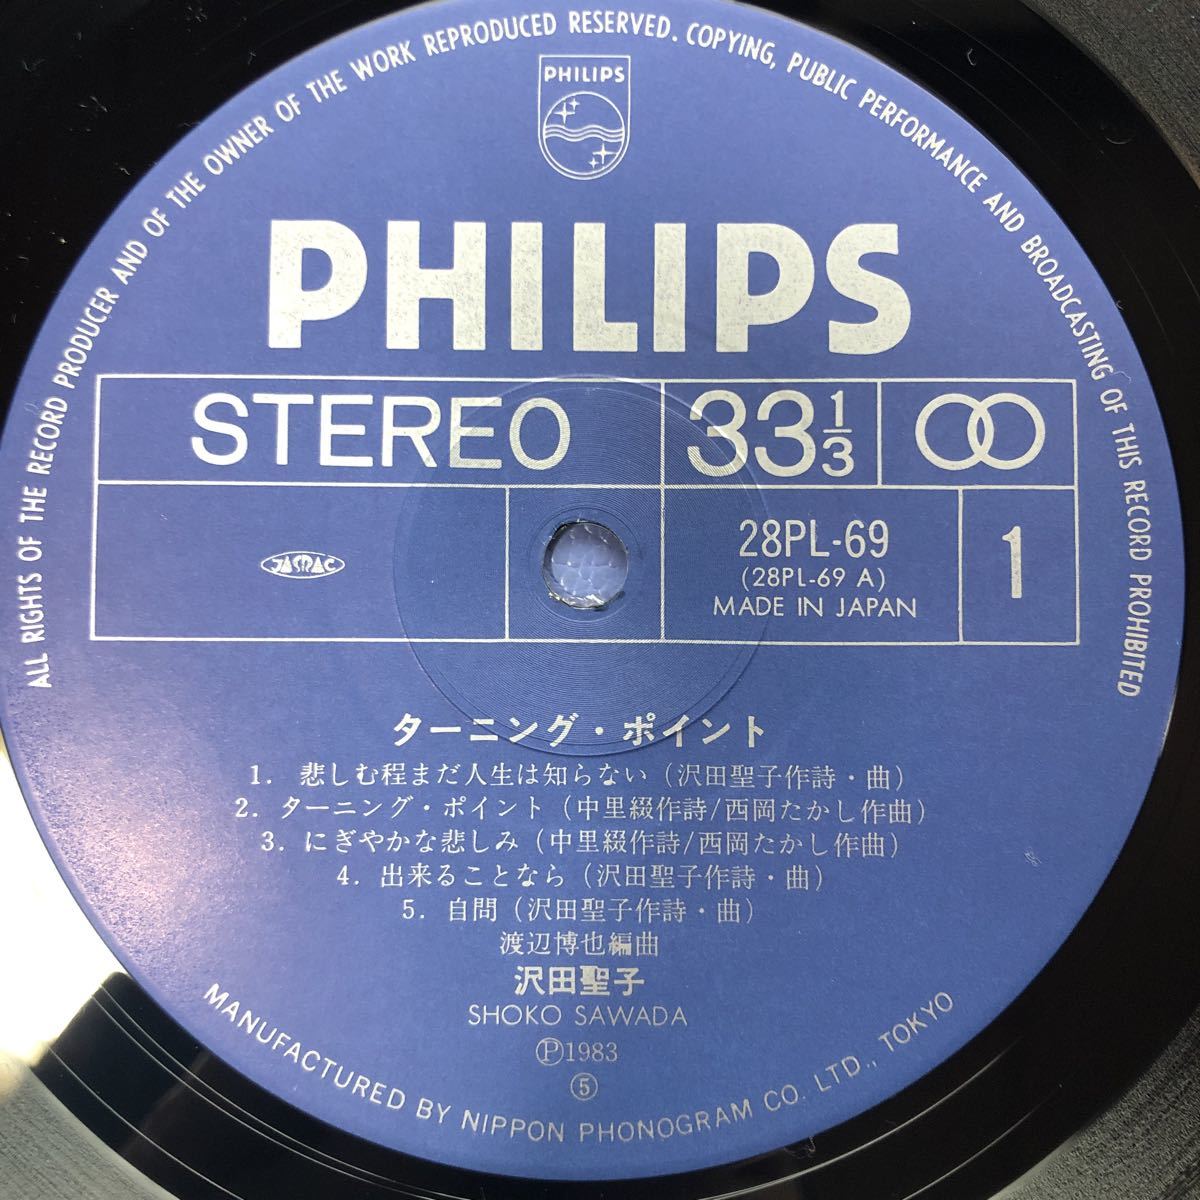 ALL RIGHTS OF THE RECORD PRODUCER AND OF THE OWNER OF THE WORK REPRODUCED RESERVED. COPYING, PUBLIC PERFORMANCE AND BROADCASTING OF THIS RECORD PROHIBITED
PHILIPS
PHILIPS
STEREO 33 1/3
JASRAC
28PL-69
(28PL-69 A)
MADE IN JAPAN
1
ターニング・ポイント
1. 悲しむ程まだ人生は知らない(沢田聖子作詩・曲)
2. ターニング・ポイント(中里綴作詩/西岡たかし作曲)
3. にぎやかな悲しみ(中里綴作詩/西岡たかし作曲)
4. 出来ることなら(沢田聖子作詩・曲)
5. 自問(沢田聖子作詩・曲)
渡辺博也編曲
沢田聖子
SHOKO SAWADA
Ⓟ1983
⑤
MANUFACTURED BY NIPPON PHONOGRAM CO. LTD., TOKYO